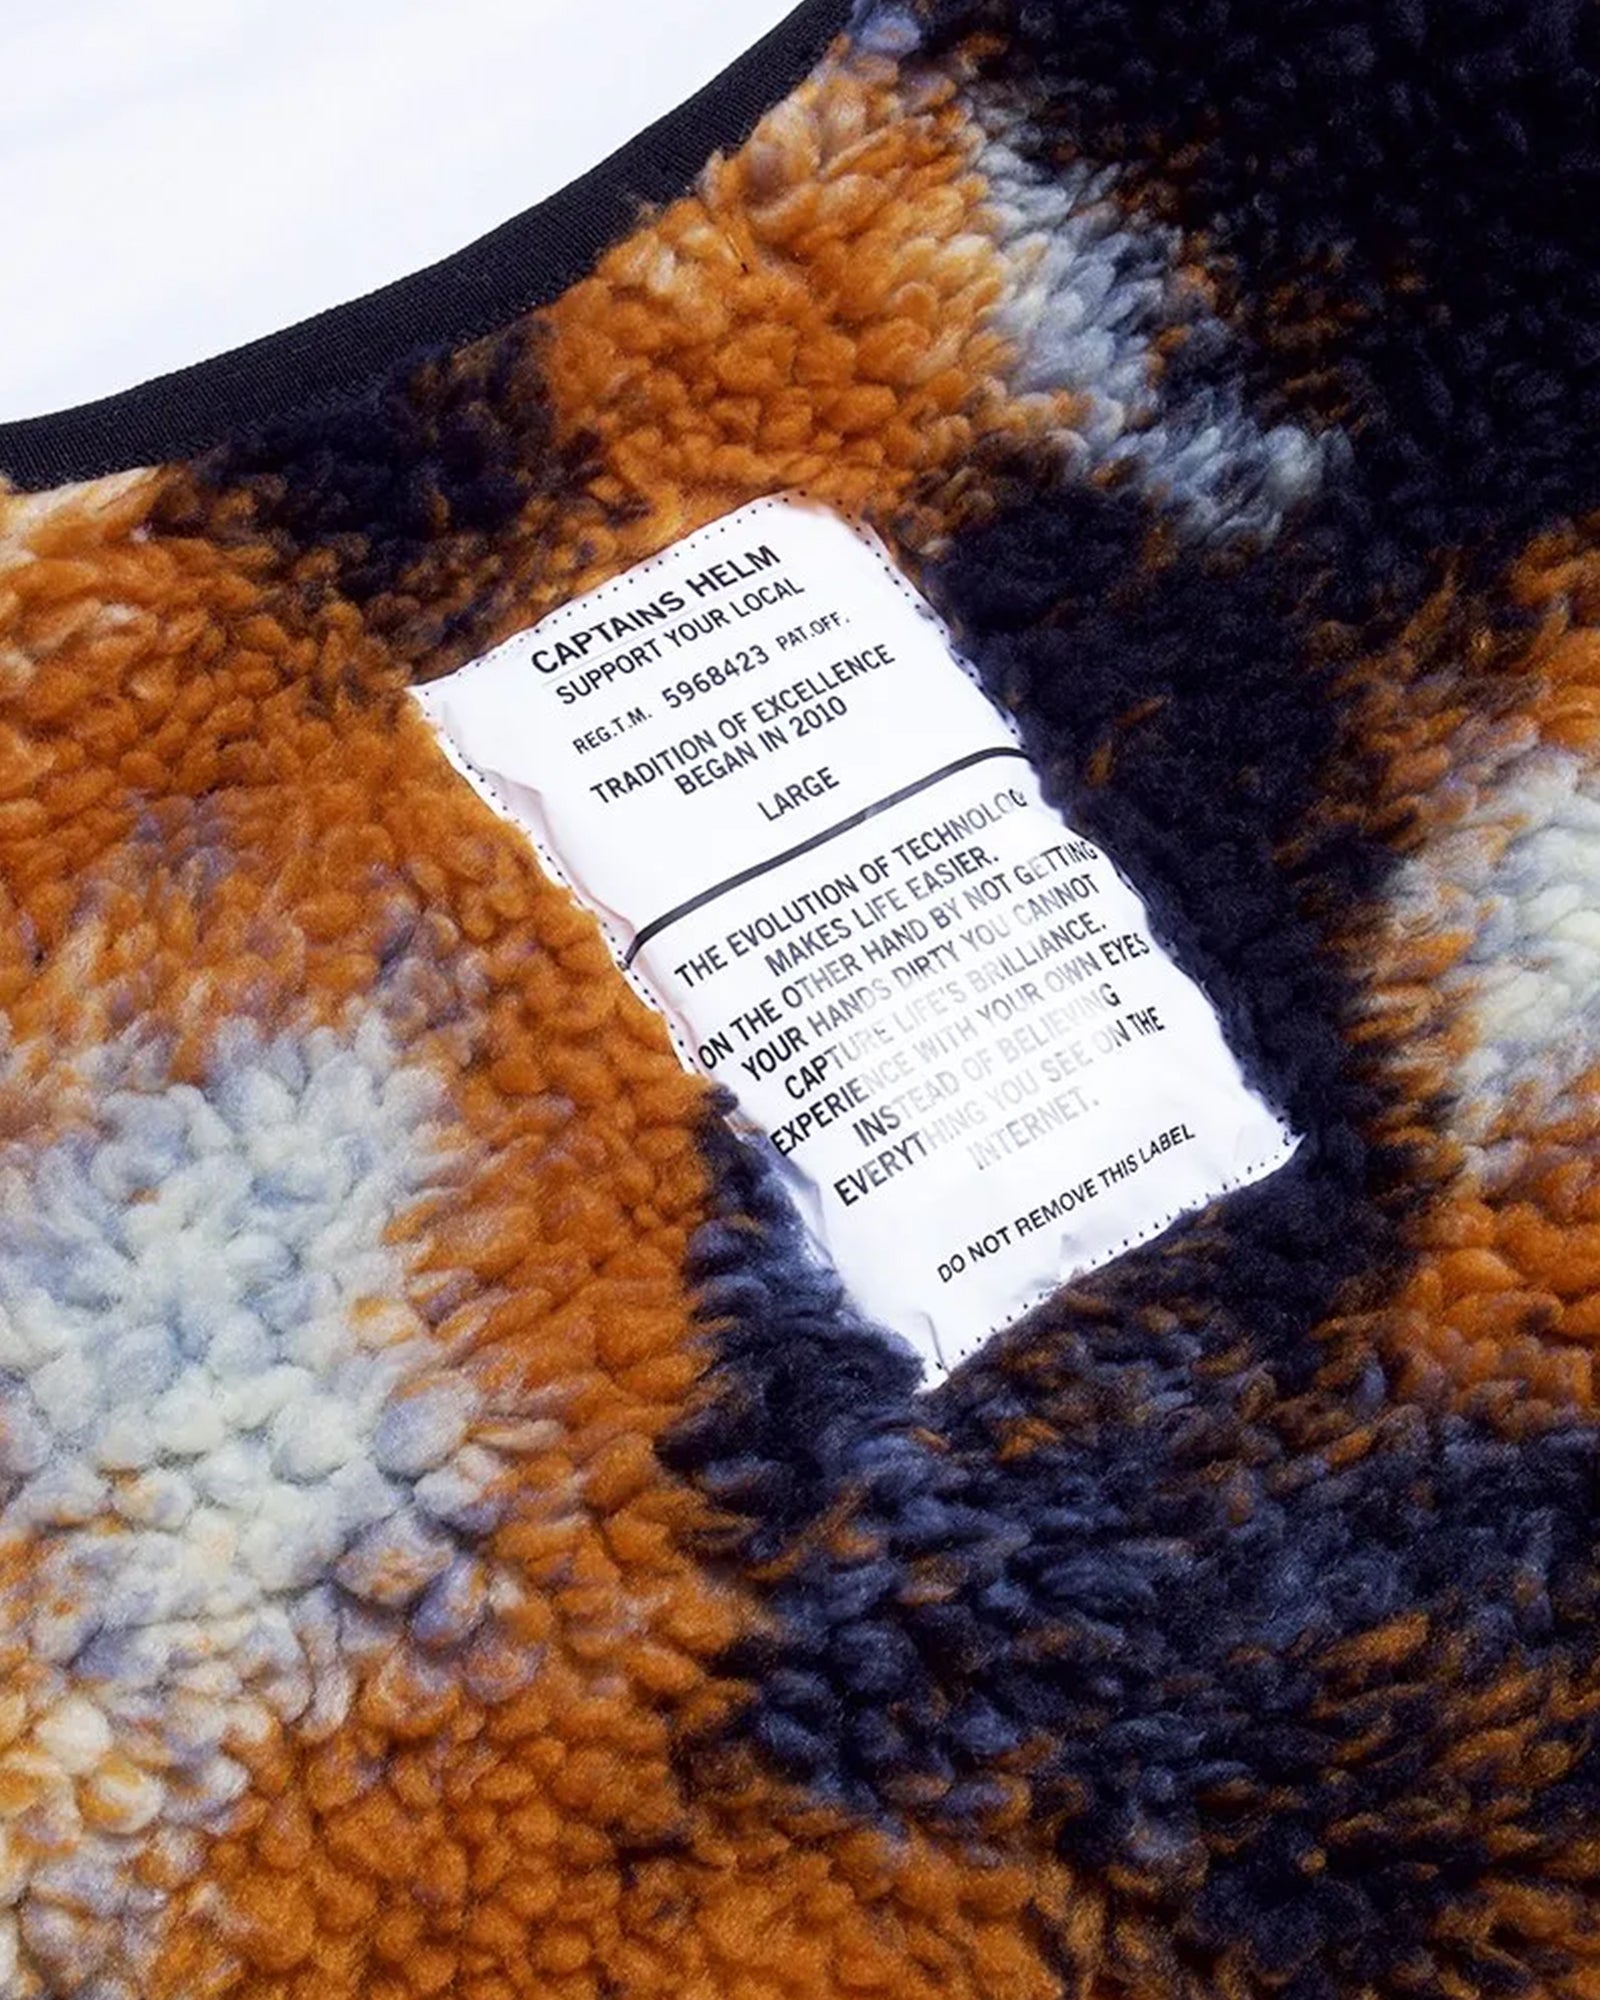 CAPTAINS HELM
SUPPORT YOUR LOCAL
REG.T.M. 5968423 PAT.OFF.
TRADITION OF EXCELLENCE
BEGAN IN 2010
LARGE
THE EVOLUTION OF TECHNOLOG
MAKES LIFE EASIER.
ON THE OTHER HAND BY NOT GETTING
YOUR HANDS DIRTY YOU CANNOT
CAPTURE LIFE'S BRILLIANCE.
EXPERIENCE WITH YOUR OWN EYES
INSTEAD OF BELIEVING
EVERYTHING YOU SEE ON THE
INTERNET.
DO NOT REMOVE THIS LABEL